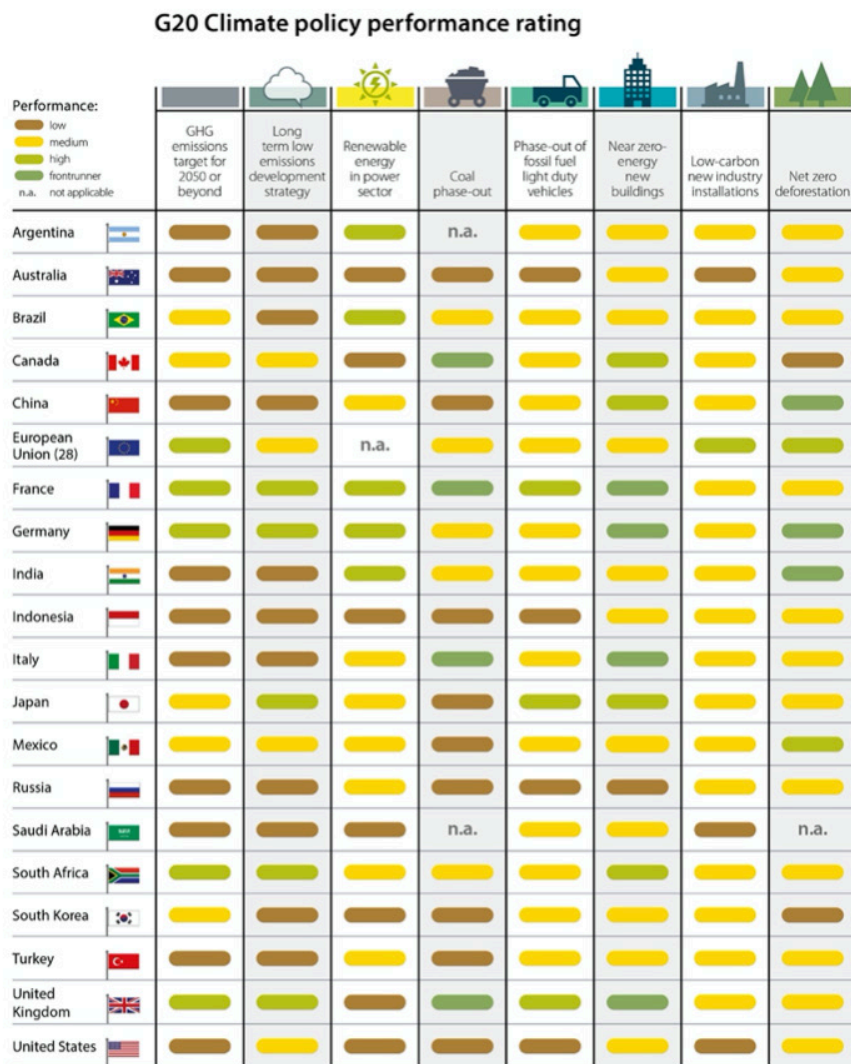 G20 Climate policy performance rating
Performance:
low
medium
high
frontrunner
n.a. not applicable
GHG
emissions
target for
2050 or
beyond
Long
term low
emissions
development
strategy
Renewable
energy
in power
sector
Coal
phase-out
Phase-out of
fossil fuel
light duty
vehicles
Near zero-
energy
new
buildings
Low-carbon
new industry
installations
Net zero
deforestation
Argentina
n.a.
Australia
Brazil
Canada
China
European
Union (28)
n.a.
France
Germany
India
Indonesia
Italy
Japan
Mexico
Russia
Saudi Arabia
n.a.
n.a.
South Africa
South Korea
Turkey
United
Kingdom
United States